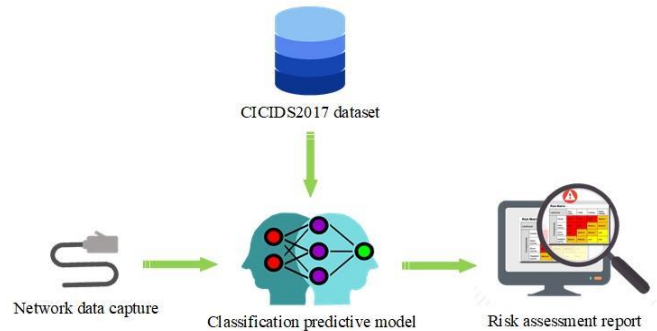 CICIDS2017 dataset
Network data capture
Classification predictive model
Risk assessment report